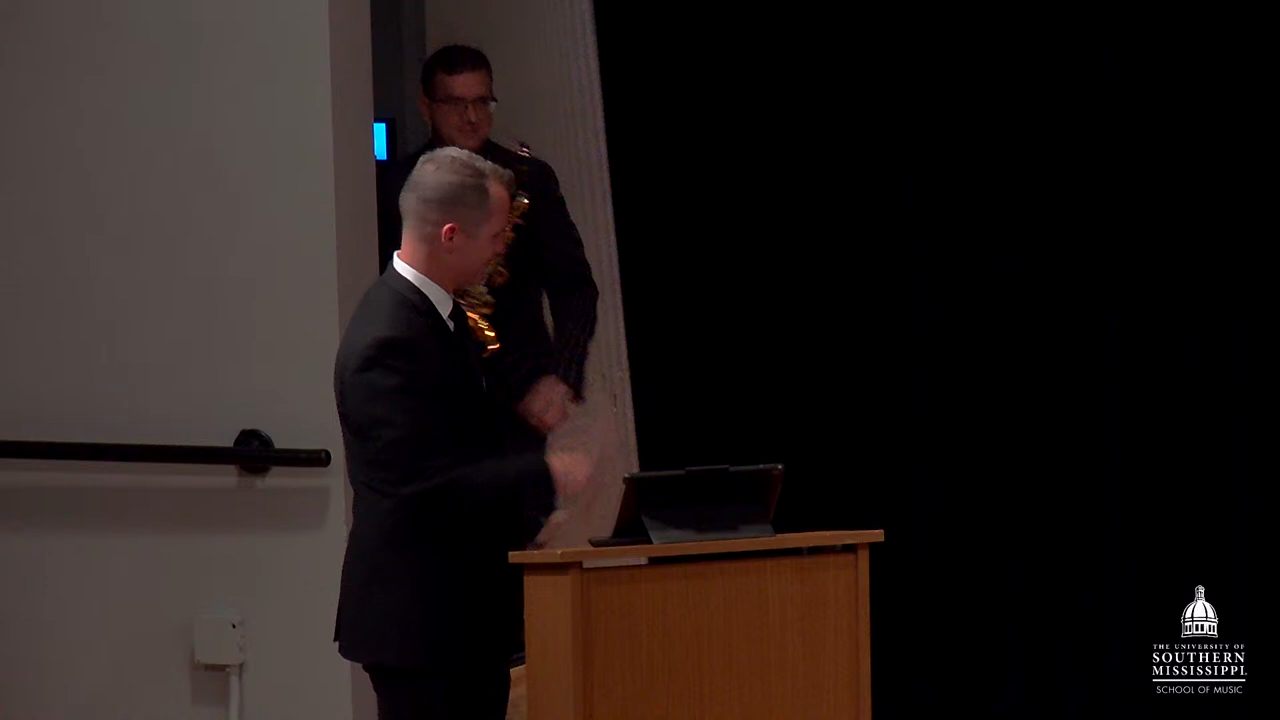 THE UNIVERSITY OF
SOUTHERN
MISSISSIPPI
SCHOOL OF MUSIC